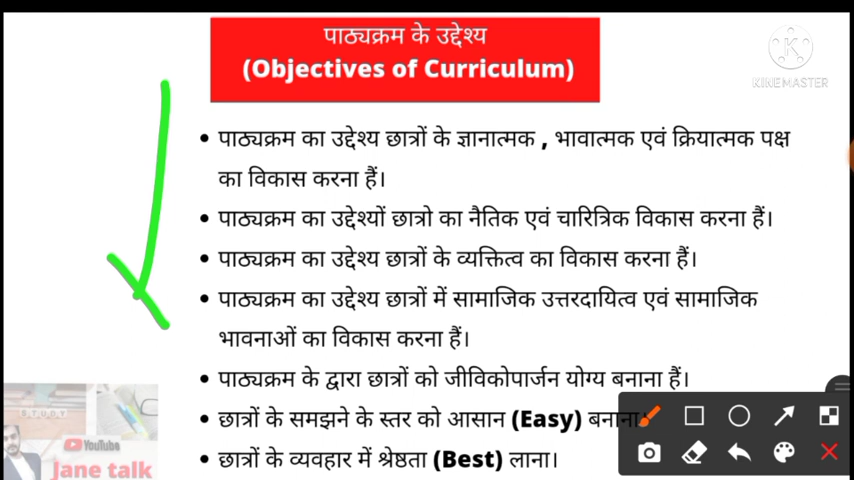 पाठ्यक्रम के उद्देश्य
(Objectives of Curriculum)
KINEMASTER
• पाठ्यक्रम का उद्देश्य छात्रों के ज्ञानात्मक , भावात्मक एवं क्रियात्मक पक्ष
का विकास करना हैं।
• पाठ्यक्रम का उद्देश्यों छात्रो का नैतिक एवं चारित्रिक विकास करना हैं।
• पाठ्यक्रम का उद्देश्य छात्रों के व्यक्तित्व का विकास करना हैं।
• पाठ्यक्रम का उद्देश्य छात्रों में सामाजिक उत्तरदायित्व एवं सामाजिक
भावनाओं का विकास करना हैं।
• पाठ्यक्रम के द्वारा छात्रों को जीविकोपार्जन योग्य बनाना हैं।
• छात्रों के समझने के स्तर को आसान (Easy) बनाना
• छात्रों के व्यवहार में श्रेष्ठता (Best) लाना।
STUDY
YouTube
Jane talk